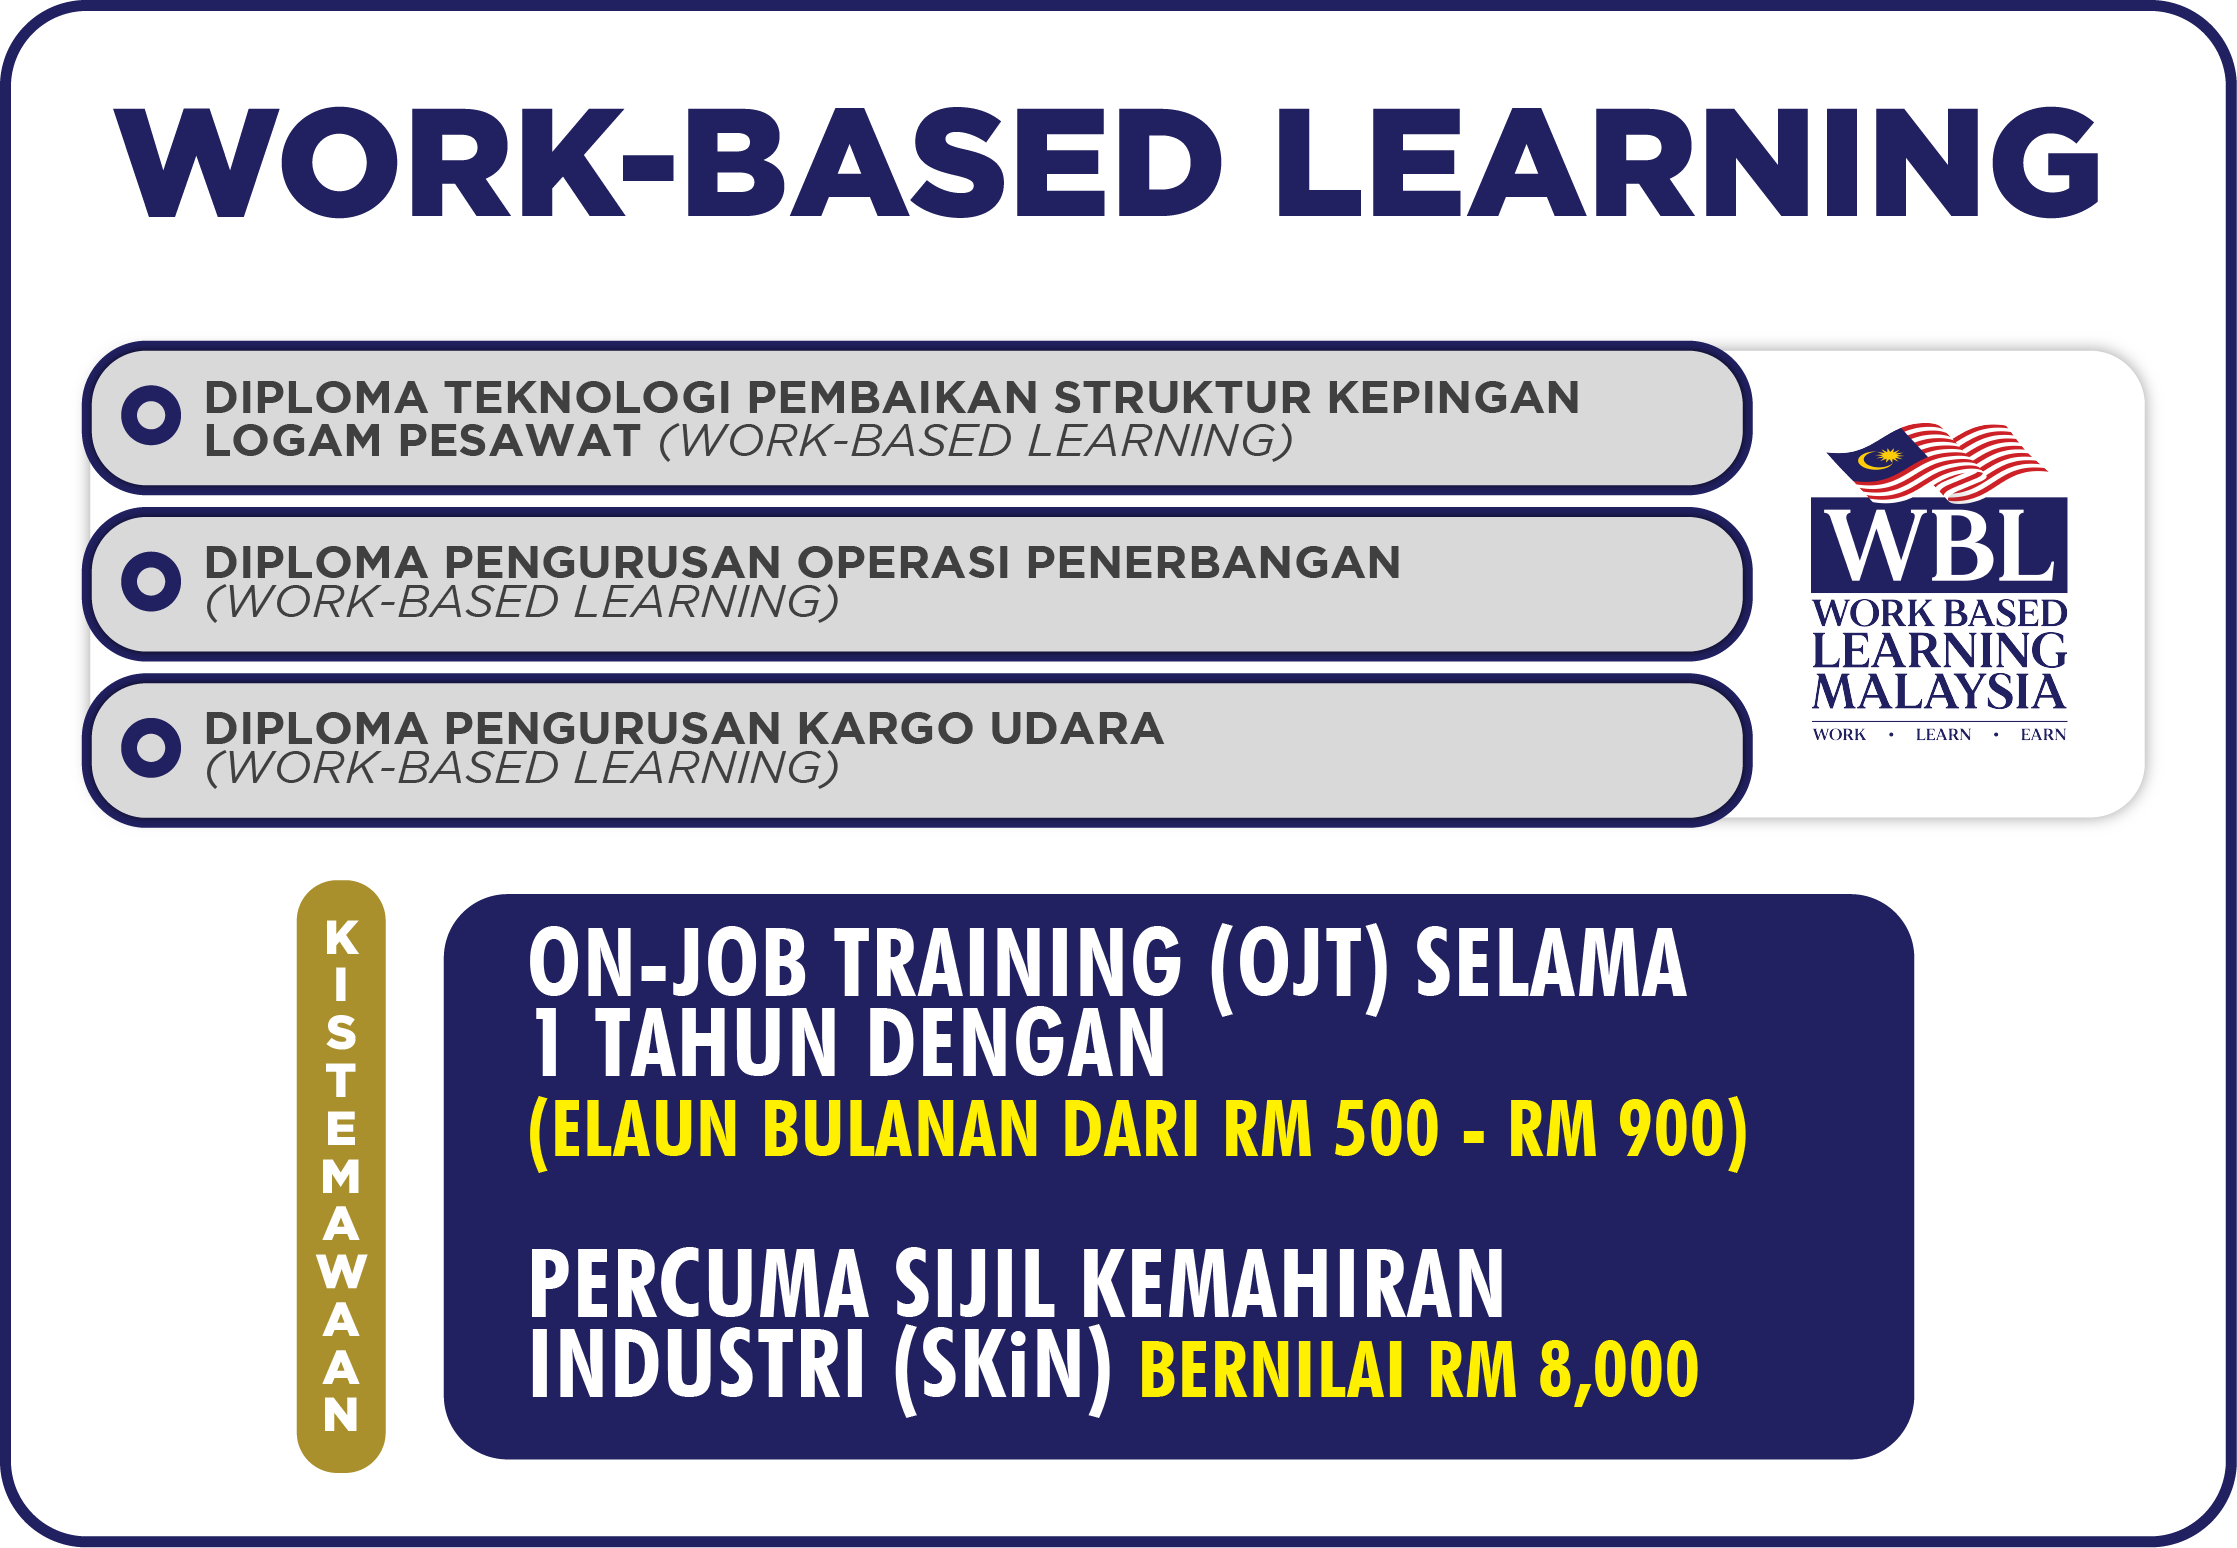 WORK-BASED LEARNING
DIPLOMA TEKNOLOGI PEMBAIKAN STRUKTUR KEPINGAN
LOGAM PESAWAT (WORK-BASED LEARNING)
DIPLOMA PENGURUSAN OPERASI PENERBANGAN
(WORK-BASED LEARNING)
DIPLOMA PENGURUSAN KARGO UDARA
(WORK-BASED LEARNING)
WBL
WORK BASED
LEARNING
MALAYSIA
WORK • LEARN • EARN
KISTEMAWAAN
ON-JOB TRAINING (OJT) SELAMA
1 TAHUN DENGAN
(ELAUN BULANAN DARI RM 500 - RM 900)
PERCUMA SIJIL KEMAHIRAN
INDUSTRI (SKiN) BERNILAI RM 8,000